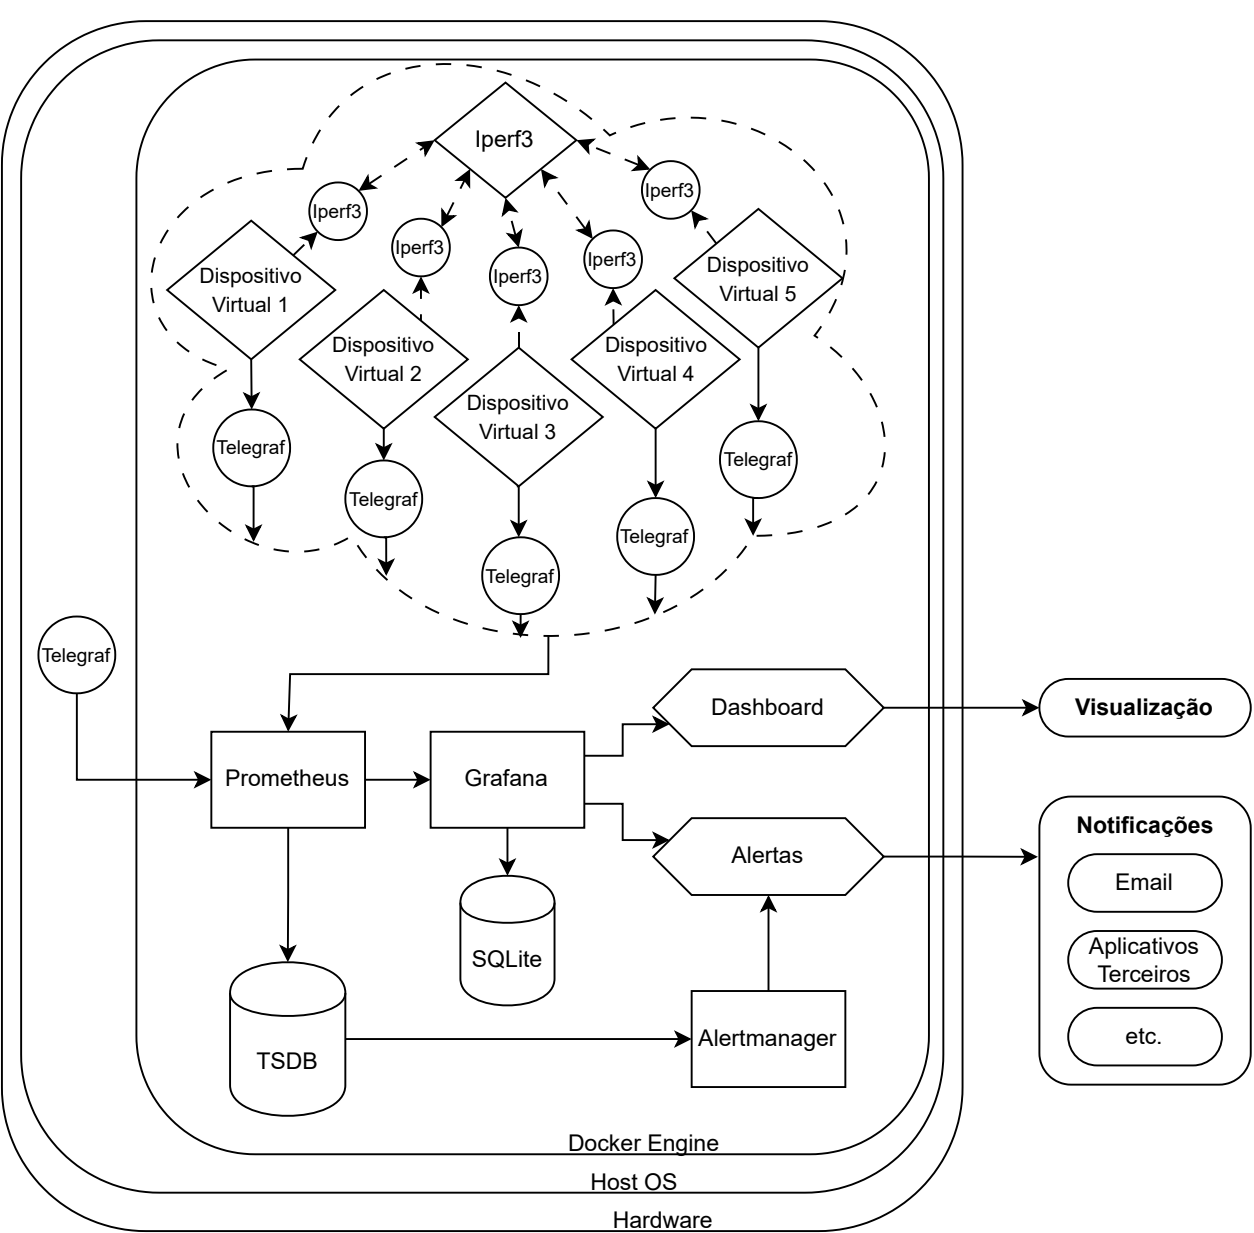 Iperf3
Iperf3
Iperf3
Iperf3
Iperf3
Iperf3
Dispositivo
Virtual 1
Dispositivo
Virtual 2
Dispositivo
Virtual 3
Dispositivo
Virtual 4
Dispositivo
Virtual 5
Telegraf
Telegraf
Telegraf
Telegraf
Telegraf
Telegraf
Prometheus
Grafana
Dashboard
Visualização
Alertas
Notificações
Email
Aplicativos
Terceiros
etc.
SQLite
TSDB
Alertmanager
Docker Engine
Host OS
Hardware